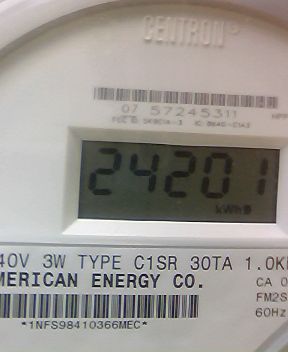 CENTRON®
07 57245311
24201
kWh
40V 3W TYPE C1SR 30TA 1.0K
MERICAN ENERGY CO.
CA 0
FM2S
60Hz
*1NFS98410366MEC*